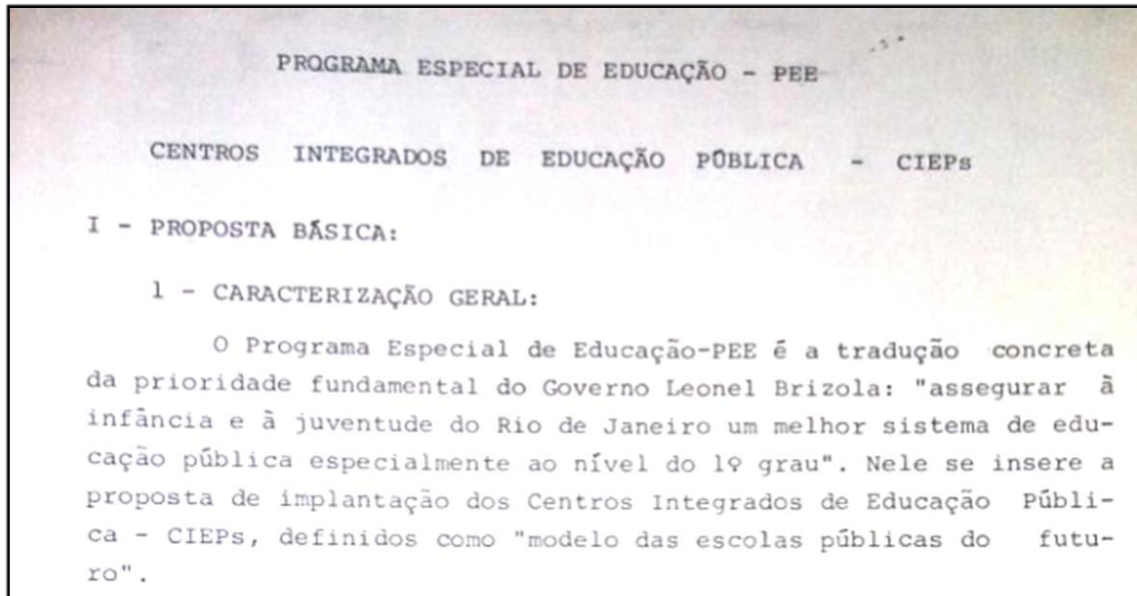 PROGRAMA ESPECIAL DE EDUCAÇÃO - PEE
CENTROS INTEGRADOS DE EDUCAÇÃO PÚBLICA - CIEPs
I - PROPOSTA BÁSICA:
1 - CARACTERIZAÇÃO GERAL:
O Programa Especial de Educação-PEE é a tradução concreta
da prioridade fundamental do Governo Leonel Brizola: "assegurar à
infância e à juventude do Rio de Janeiro um melhor sistema de edu-
cação pública especialmente ao nível do 1º grau". Nele se insere a
proposta de implantação dos Centros Integrados de Educação Públi-
ca - CIEPs, definidos como "modelo das escolas públicas do futu-
ro".